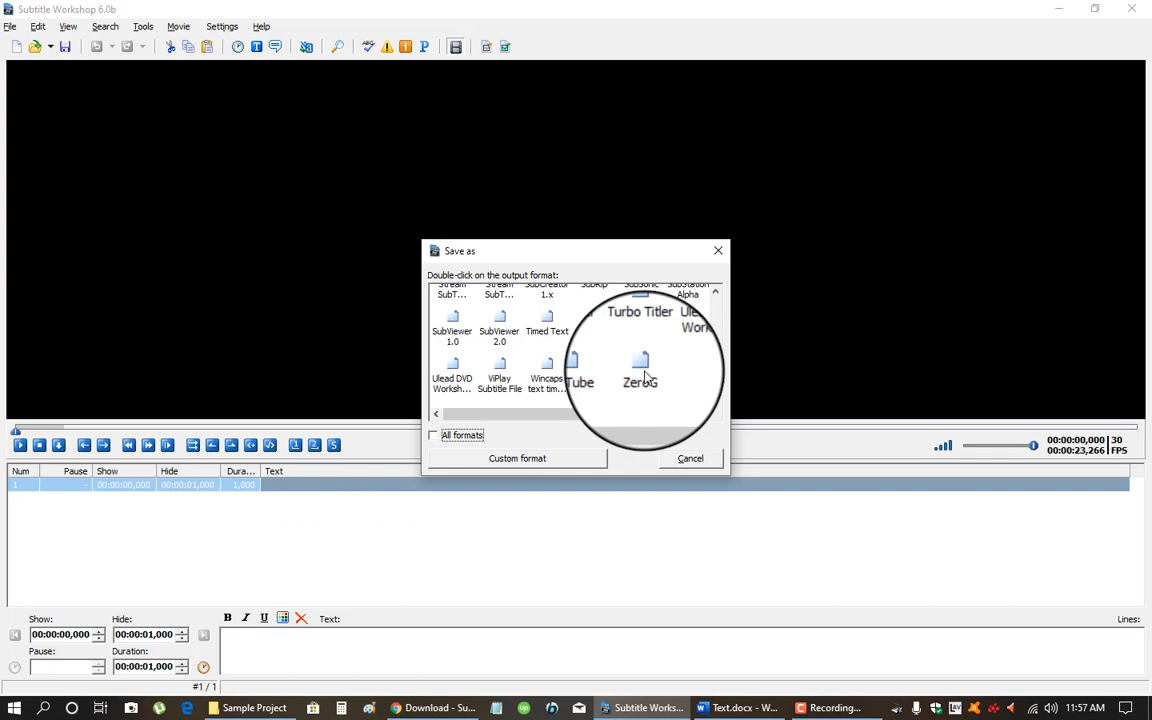 Subtitle Workshop 6.0b
File Edit View Search Tools Movie Settings Help
Save as
Double-click on the output format:
Stream SubCreator SubRip SubSonic SubStation
SubT... SubT... 1.x Alpha
Turbo Titler
SubViewer SubViewer Timed Text
1.0 2.0
Ulead DVD ViPlay Wincaps Tube ZeroG
Worksh... Subtitle File text tim...
All formats
Custom format Cancel
00:00:00,000 30
00:00:23,266 FPS
Num Pause Show Hide Dura... Text
1 - 00:00:00,000 00:00:01,000 1,000
Show: Hide: B I U Text: Lines:
00:00:00,000 00:00:01,000
Pause: Duration:
00:00:01,000
#1 / 1
Sample Project Download - Su... Subtitle Works... Text.docx - W... Recording... 11:57 AM